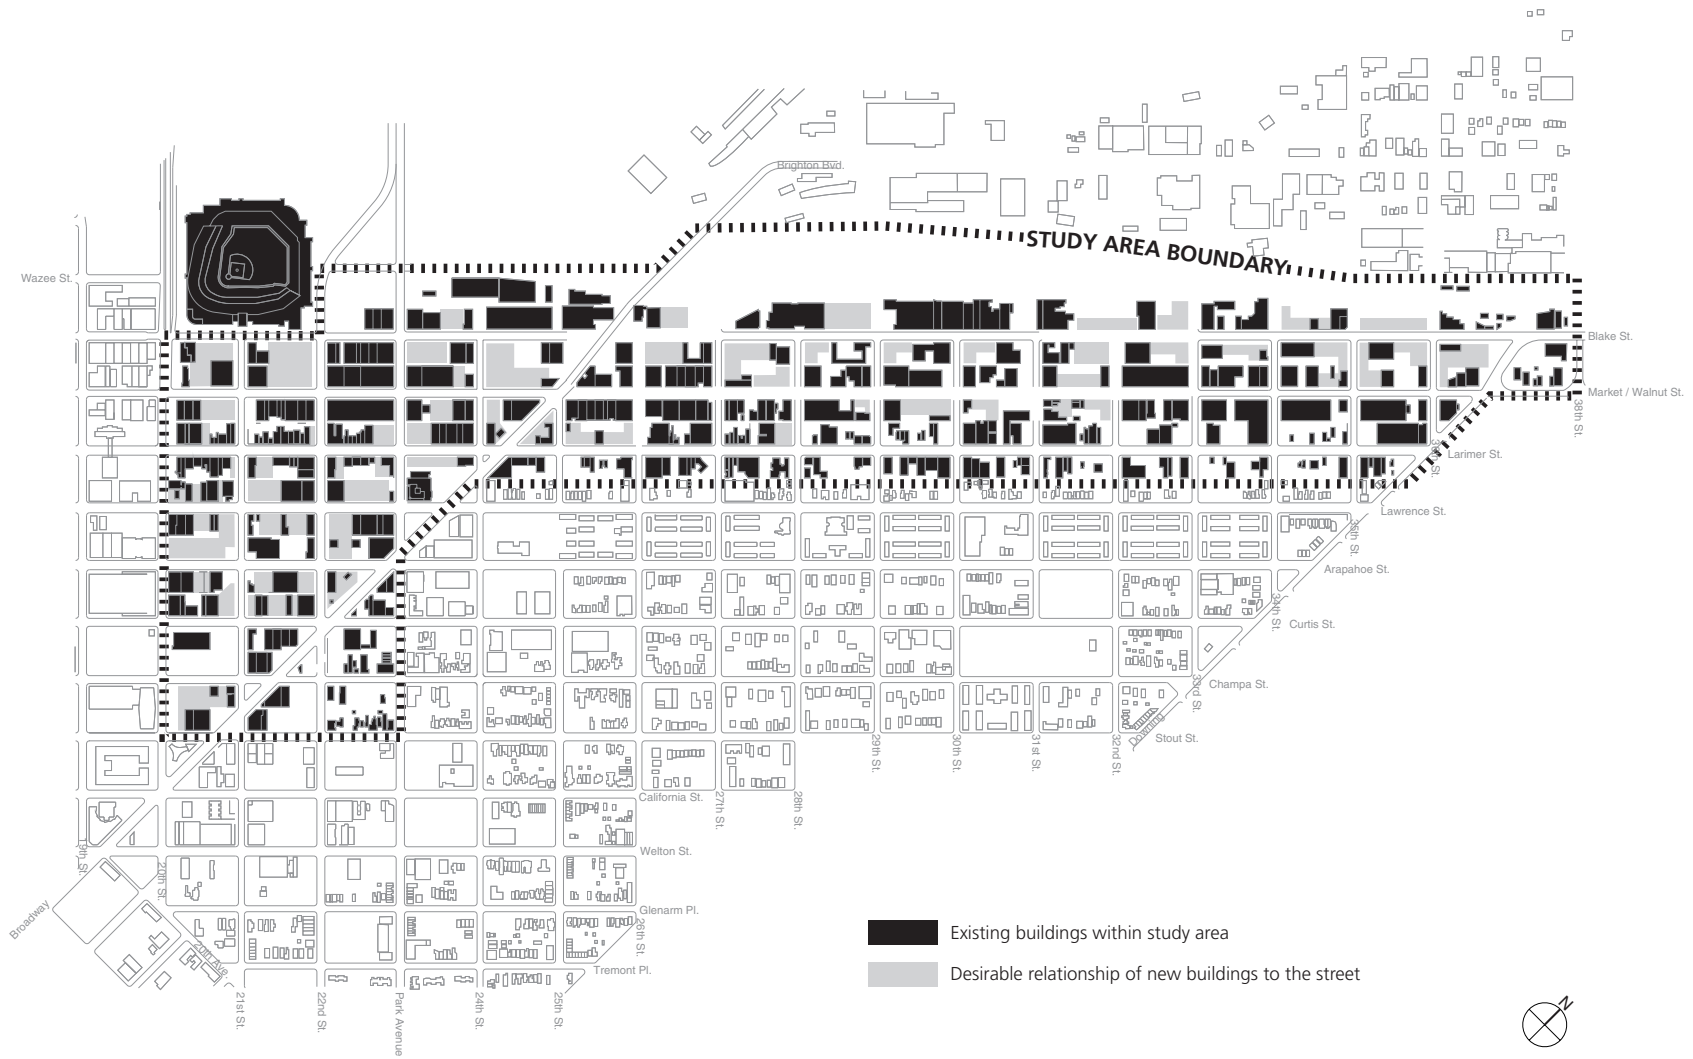 Brighton Bvd.
STUDY AREA BOUNDARY
Wazee St.
Blake St.
Market / Walnut St.
38th St.
36th St.
Larimer St.
Lawrence St.
35th St.
Arapahoe St.
34th St.
Curtis St.
33rd St.
Champa St.
Downing
Stout St.
29th St.
30th St.
31st St.
32nd St.
California St.
27th St.
28th St.
19th St.
Welton St.
20th St.
Broadway
Glenarm Pl.
26th St.
20th Ave.
Tremont Pl.
21st St.
22nd St.
Park Avenue
24th St.
25th St.
Existing buildings within study area
Desirable relationship of new buildings to the street
N